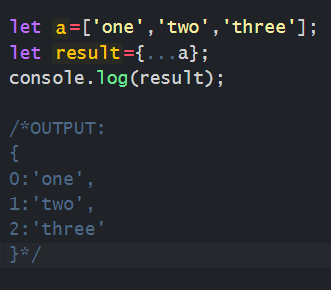 let a=['one','two','three'];
let result={...a};
console.log(result);
/*OUTPUT:
{
0:'one',
1:'two',
2:'three'
}*/